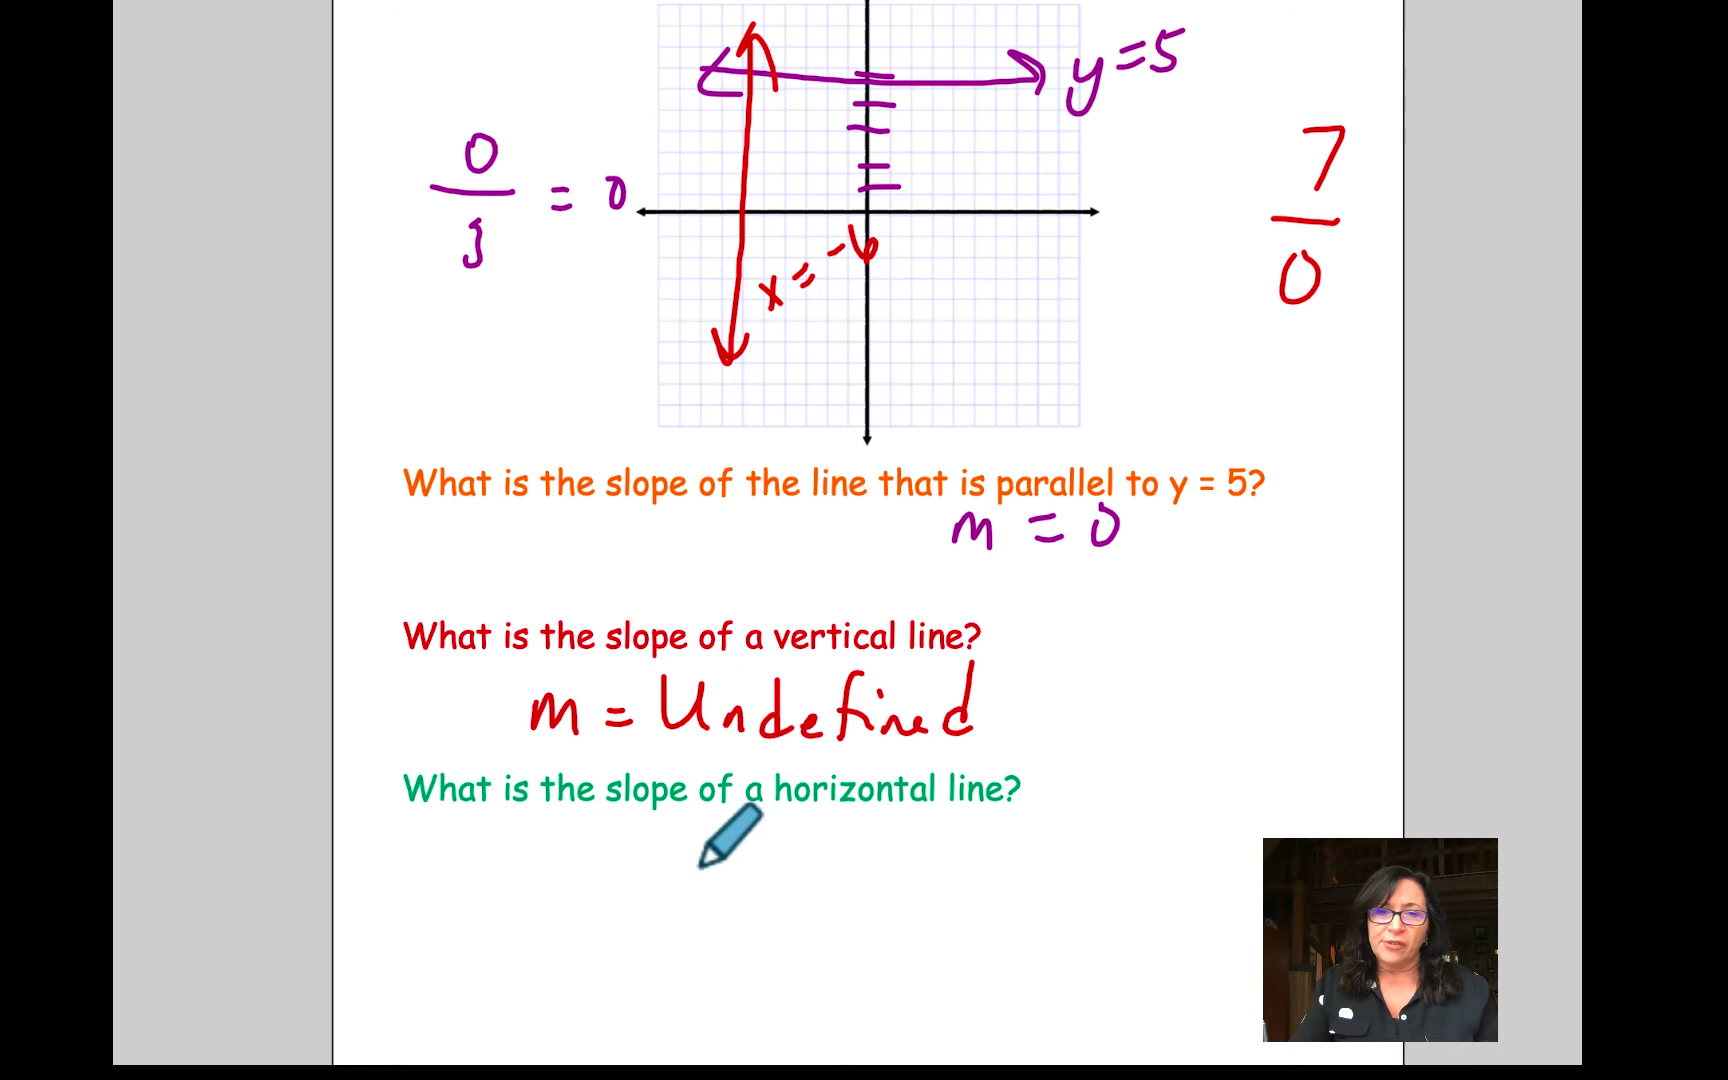 y=5
0
3
= 0
7
0
x = -
What is the slope of the line that is parallel to y = 5?
m = 0
What is the slope of a vertical line?
m = Undefined
What is the slope of a horizontal line?